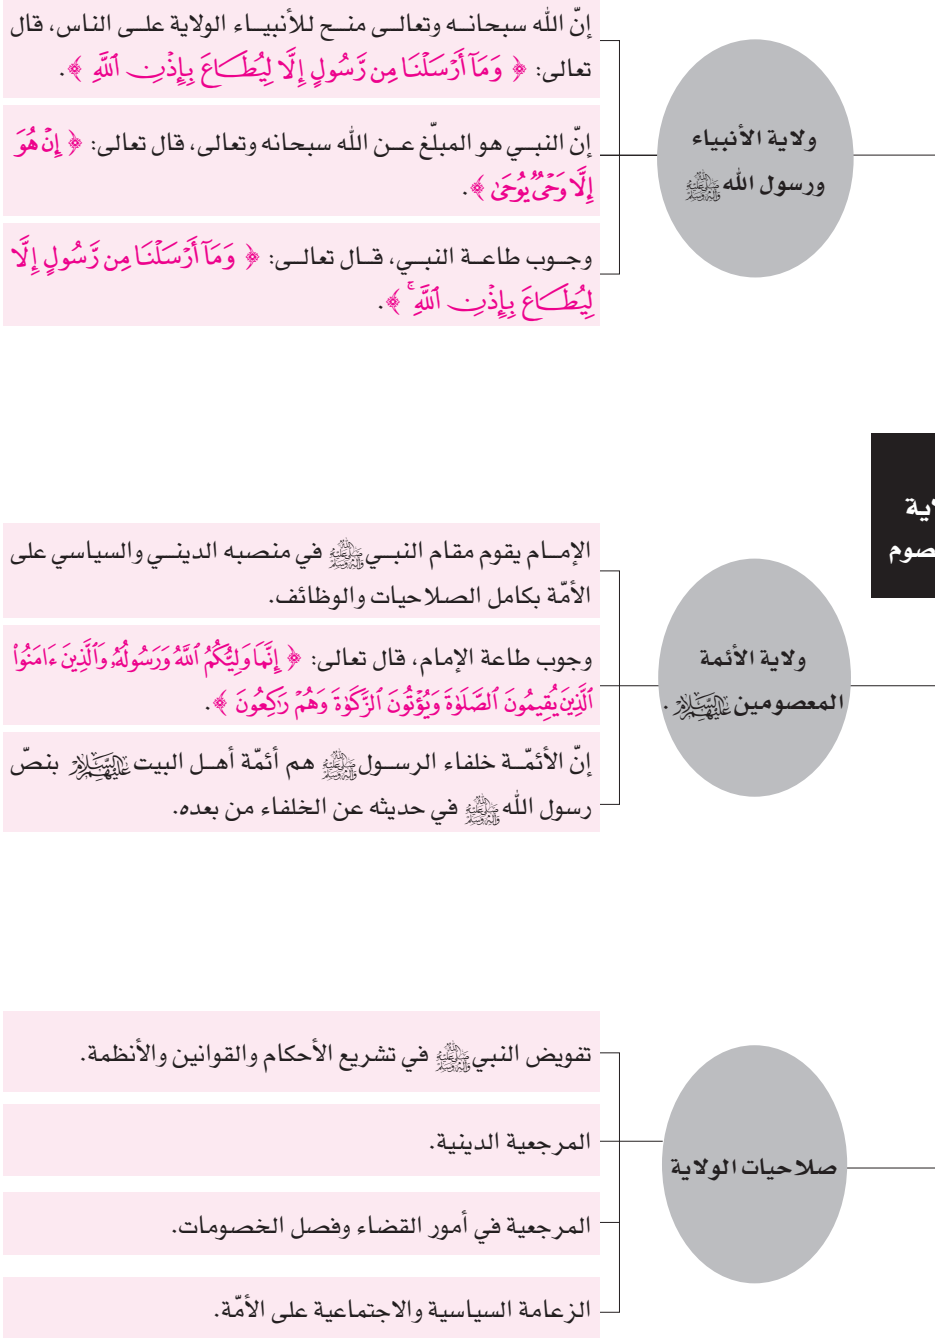 إنّ الله سبحانه وتعالى منح للأنبياء الولاية على الناس، قال
تعالى: ﴿ وَمَآ أَرْسَلْنَا مِن رَّسُولٍ إِلَّا لِيُطَاعَ بِإِذْنِ ٱللَّهِ ﴾.
ولاية الأنبياء
ورسول الله ﷺ
إنّ النبي هو المبلّغ عن الله سبحانه وتعالى، قال تعالى: ﴿ إِنْ هُوَ
إِلَّا وَحْىٌ يُوحَىٰ ﴾.
وجوب طاعة النبي، قال تعالى: ﴿ وَمَآ أَرْسَلْنَا مِن رَّسُولٍ إِلَّا
لِيُطَاعَ بِإِذْنِ ٱللَّهِ ۚ ﴾.
الإمام يقوم مقام النبي ﷺ في منصبه الديني والسياسي على
الأمّة بكامل الصلاحيات والوظائف.
ولاية الأئمة
المعصومين عليهم السلام.
وجوب طاعة الإمام، قال تعالى: ﴿ إِنَّمَا وَلِيُّكُمُ ٱللَّهُ وَرَسُولُهُۥ وَٱلَّذِينَ ءَامَنُوا۟
ٱلَّذِينَ يُقِيمُونَ ٱلصَّلَوٰةَ وَيُؤْتُونَ ٱلزَّكَوٰةَ وَهُمْ رَٰكِعُونَ ﴾.
إنّ الأئمّة خلفاء الرسول ﷺ هم أئمّة أهل البيت عليهم السلام بنصّ
رسول الله ﷺ في حديثه عن الخلفاء من بعده.
صلاحيات الولاية
تفويض النبي ﷺ في تشريع الأحكام والقوانين والأنظمة.
المرجعية الدينية.
المرجعية في أمور القضاء وفصل الخصومات.
الزعامة السياسية والاجتماعية على الأمّة.